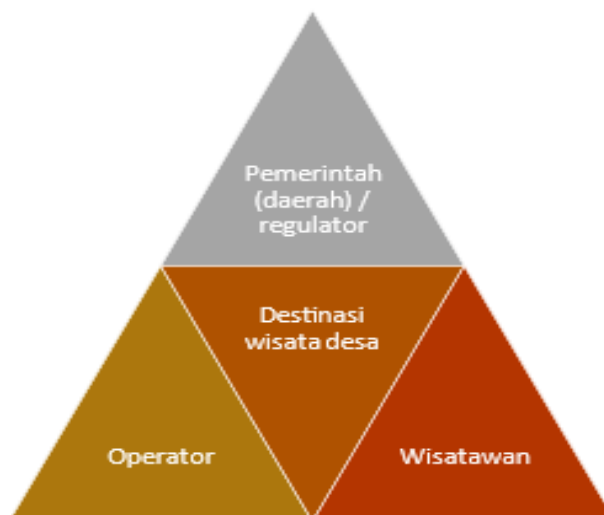 Pemerintah
(daerah) /
regulator
Destinasi
wisata desa
Operator
Wisatawan